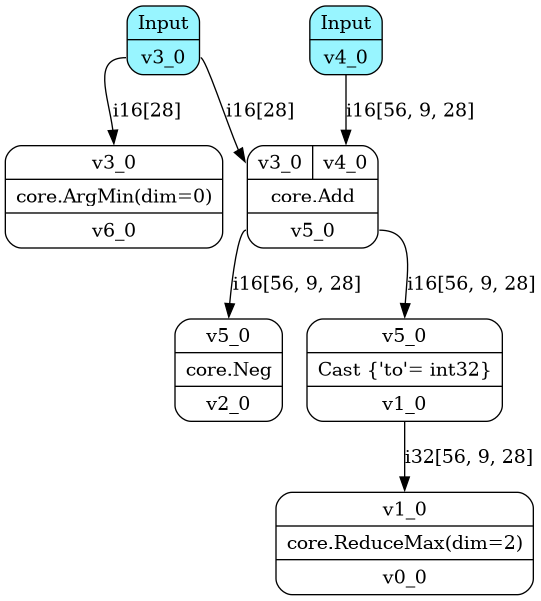 Input
v3_0
Input
v4_0
i16[28]
i16[28]
i16[56, 9, 28]
v3_0
core.ArgMin(dim=0)
v6_0
v3_0 v4_0
core.Add
v5_0
i16[56, 9, 28]
i16[56, 9, 28]
v5_0
core.Neg
v2_0
v5_0
Cast {'to'= int32}
v1_0
i32[56, 9, 28]
v1_0
core.ReduceMax(dim=2)
v0_0